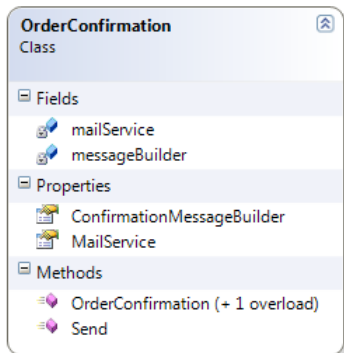 OrderConfirmation
Class
Fields
mailService
messageBuilder
Properties
ConfirmationMessageBuilder
MailService
Methods
OrderConfirmation (+ 1 overload)
Send